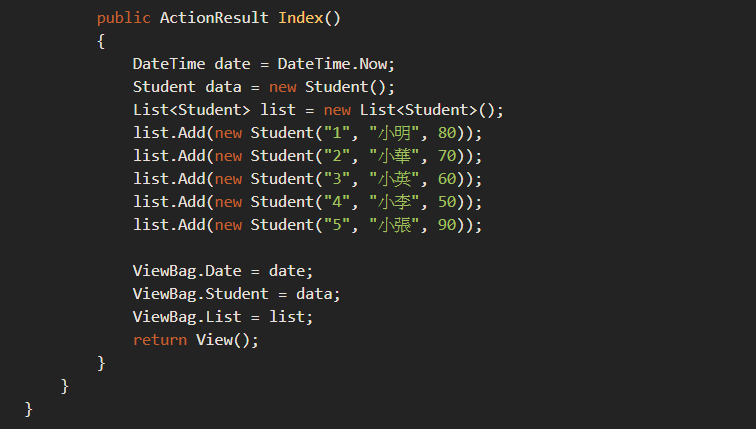 public ActionResult Index()
{
DateTime date = DateTime.Now;
Student data = new Student();
List<Student> list = new List<Student>();
list.Add(new Student("1", "小明", 80));
list.Add(new Student("2", "小華", 70));
list.Add(new Student("3", "小英", 60));
list.Add(new Student("4", "小李", 50));
list.Add(new Student("5", "小張", 90));
ViewBag.Date = date;
ViewBag.Student = data;
ViewBag.List = list;
return View();
}
}
}